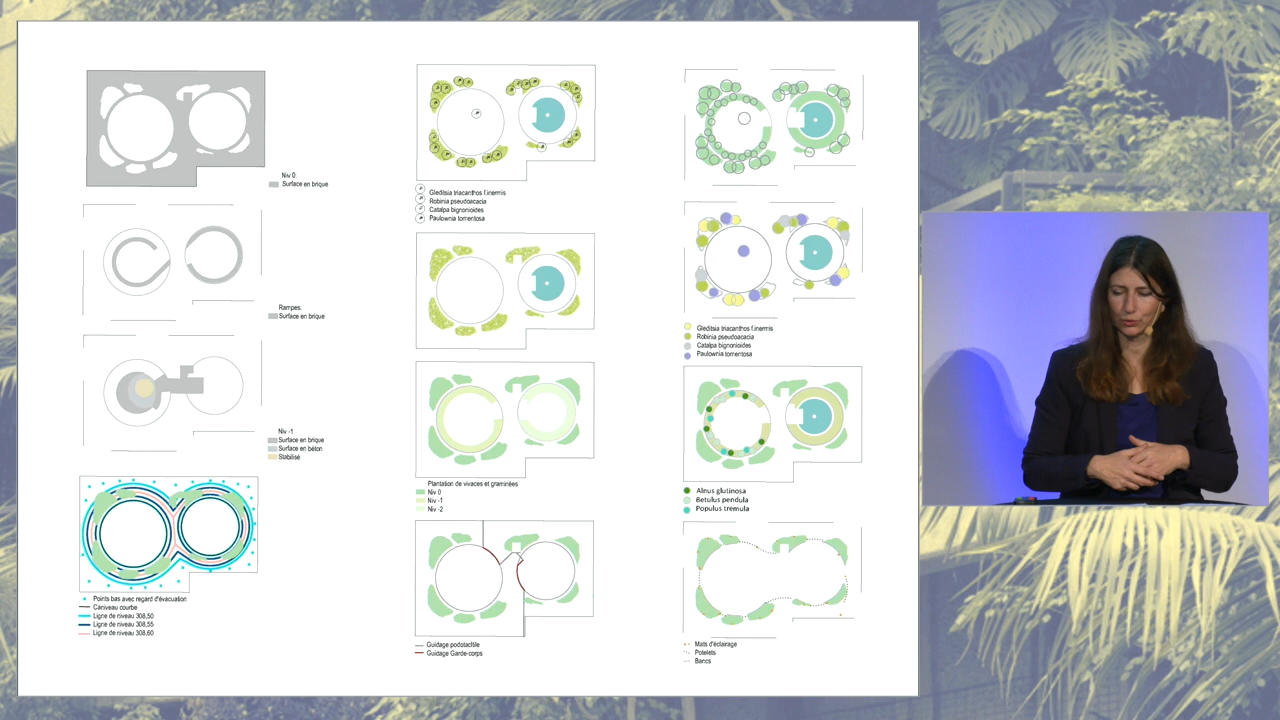 Niv 0:
Surface en brique
Rampes:
Surface en brique
Niv -1
Surface en brique
Surface en béton
Stabilisé
Points bas avec regard d'évacuation
Caniveau courbe
Ligne de niveau 308,50
Ligne de niveau 308,55
Ligne de niveau 308,60
Gleditsia triacanthos f.inermis
Robinia pseudoacacia
Catalpa bignonioides
Paulownia tomentosa
Plantation de vivaces et graminées
Niv 0
Niv -1
Niv -2
Guidage podotactile
Guidage Garde-corps
Gleditsia triacanthos f.inermis
Robinia pseudoacacia
Catalpa bignonioides
Paulownia tomentosa
Alnus glutinosa
Betulus pendula
Populus tremula
Mats d'éclairage
Potelets
Bancs